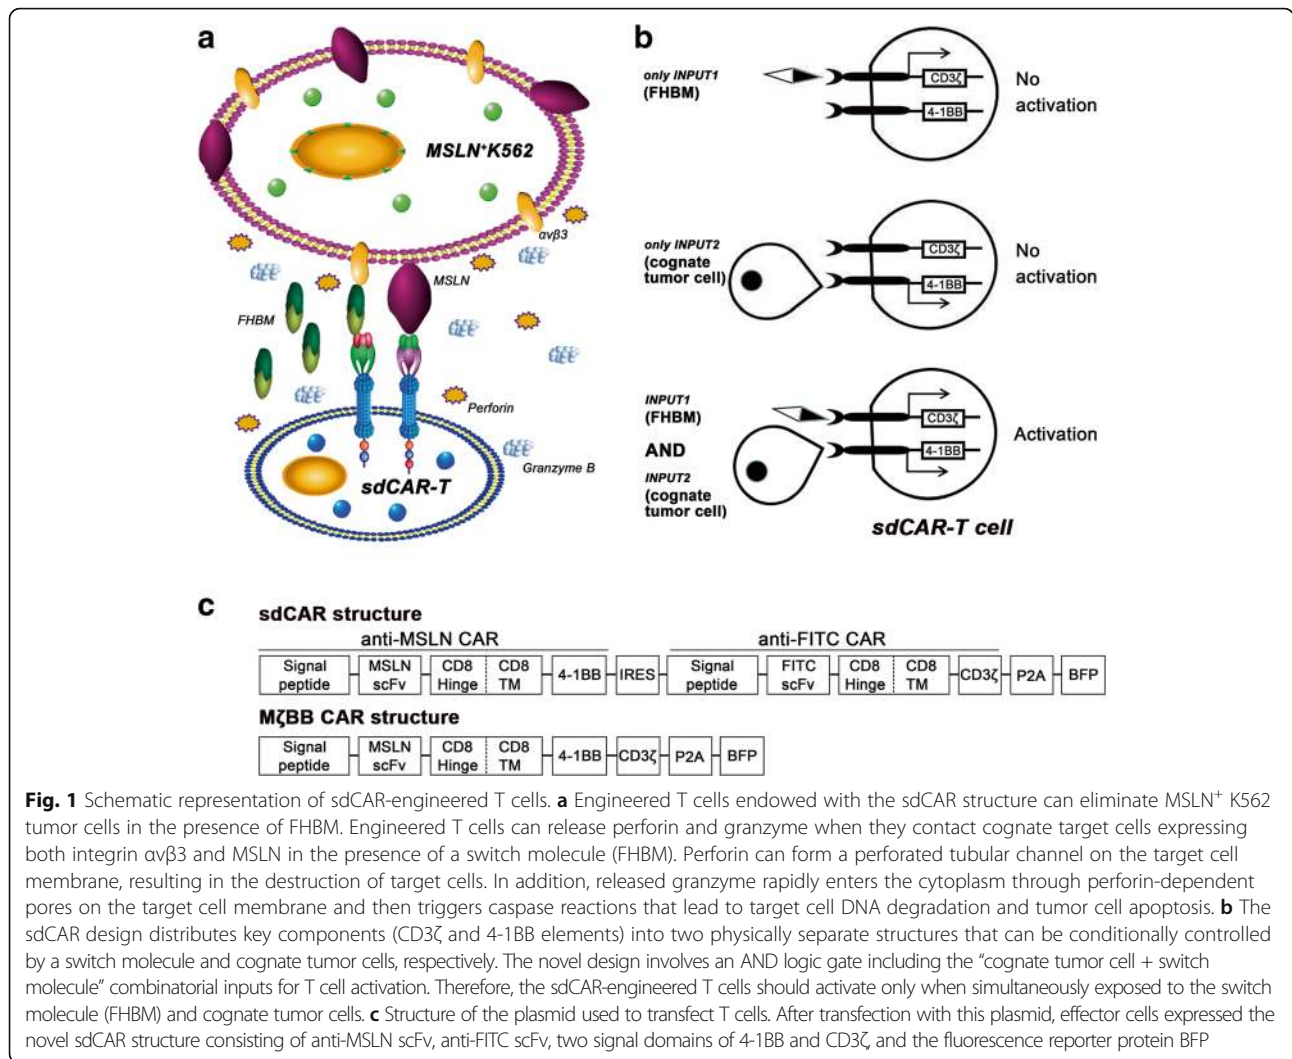 a
MSLN⁺K562
αvβ3
MSLN
FHBM
Perforin
Granzyme B
sdCAR-T
b
only INPUT1
(FHBM)
CD3ζ
4-1BB
No
activation
only INPUT2
(cognate
tumor cell)
CD3ζ
4-1BB
No
activation
INPUT1
(FHBM)
AND
INPUT2
(cognate
tumor cell)
CD3ζ
4-1BB
Activation
sdCAR-T cell
c
sdCAR structure
anti-MSLN CAR anti-FITC CAR
Signal peptide MSLN scFv CD8 Hinge CD8 TM 4-1BB IRES Signal peptide FITC scFv CD8 Hinge CD8 TM CD3ζ P2A BFP
MζBB CAR structure
Signal peptide MSLN scFv CD8 Hinge CD8 TM 4-1BB CD3ζ P2A BFP
Fig. 1 Schematic representation of sdCAR-engineered T cells. a Engineered T cells endowed with the sdCAR structure can eliminate MSLN⁺ K562
tumor cells in the presence of FHBM. Engineered T cells can release perforin and granzyme when they contact cognate target cells expressing
both integrin αvβ3 and MSLN in the presence of a switch molecule (FHBM). Perforin can form a perforated tubular channel on the target cell
membrane, resulting in the destruction of target cells. In addition, released granzyme rapidly enters the cytoplasm through perforin-dependent
pores on the target cell membrane and then triggers caspase reactions that lead to target cell DNA degradation and tumor cell apoptosis. b The
sdCAR design distributes key components (CD3ζ and 4-1BB elements) into two physically separate structures that can be conditionally controlled
by a switch molecule and cognate tumor cells, respectively. The novel design involves an AND logic gate including the “cognate tumor cell + switch
molecule” combinatorial inputs for T cell activation. Therefore, the sdCAR-engineered T cells should activate only when simultaneously exposed to the switch
molecule (FHBM) and cognate tumor cells. c Structure of the plasmid used to transfect T cells. After transfection with this plasmid, effector cells expressed the
novel sdCAR structure consisting of anti-MSLN scFv, anti-FITC scFv, two signal domains of 4-1BB and CD3ζ, and the fluorescence reporter protein BFP